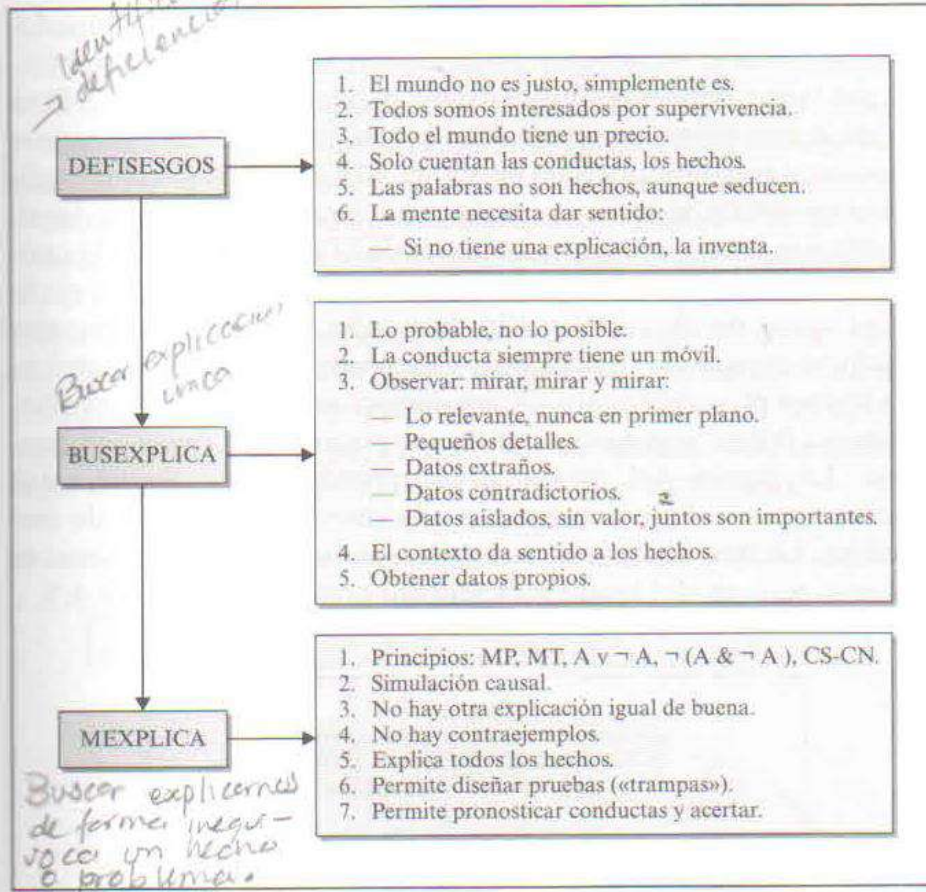 → deficiencias
DEFISESGOS
1. El mundo no es justo, simplemente es.
2. Todos somos interesados por supervivencia.
3. Todo el mundo tiene un precio.
4. Solo cuentan las conductas, los hechos.
5. Las palabras no son hechos, aunque seducen.
6. La mente necesita dar sentido:
— Si no tiene una explicación, la inventa.
Buscar explicación
única
BUSEXPLICA
1. Lo probable, no lo posible.
2. La conducta siempre tiene un móvil.
3. Observar: mirar, mirar y mirar:
— Lo relevante, nunca en primer plano.
— Pequeños detalles.
— Datos extraños.
— Datos contradictorios.
— Datos aislados, sin valor, juntos son importantes.
4. El contexto da sentido a los hechos.
5. Obtener datos propios.
MEXPLICA
1. Principios: MP, MT, A v ¬ A, ¬ (A & ¬ A), CS-CN.
2. Simulación causal.
3. No hay otra explicación igual de buena.
4. No hay contraejemplos.
5. Explica todos los hechos.
6. Permite diseñar pruebas («trampas»).
7. Permite pronosticar conductas y acertar.
Buscar explicarnos
de forma inequí-
voca un hecho
o problema.